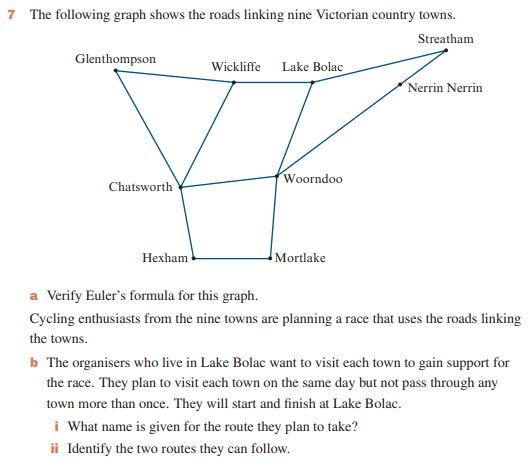 7 The following graph shows the roads linking nine Victorian country towns.
Streatham
Glenthompson
Wickliffe Lake Bolac
Nerrin Nerrin
Chatsworth
Woorndoo
Hexham
Mortlake
a Verify Euler’s formula for this graph.
Cycling enthusiasts from the nine towns are planning a race that uses the roads linking
the towns.
b The organisers who live in Lake Bolac want to visit each town to gain support for
the race. They plan to visit each town on the same day but not pass through any
town more than once. They will start and finish at Lake Bolac.
i What name is given for the route they plan to take?
ii Identify the two routes they can follow.